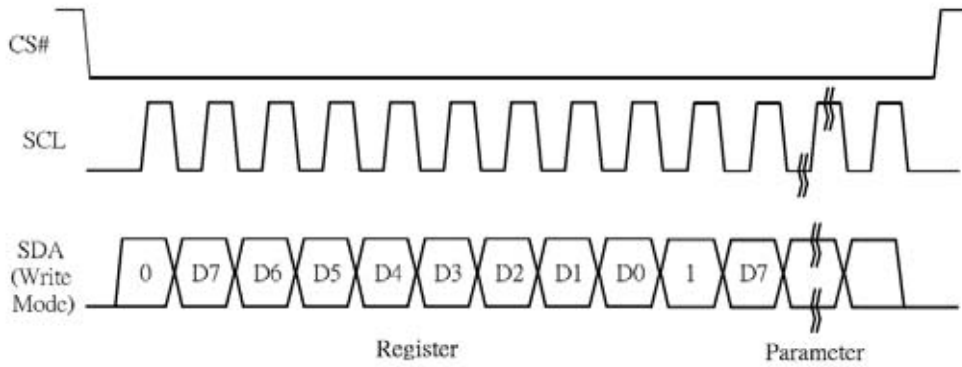 CS#
SCL
SDA
(Write
Mode)
0 D7 D6 D5 D4 D3 D2 D1 D0 1 D7
Register Parameter